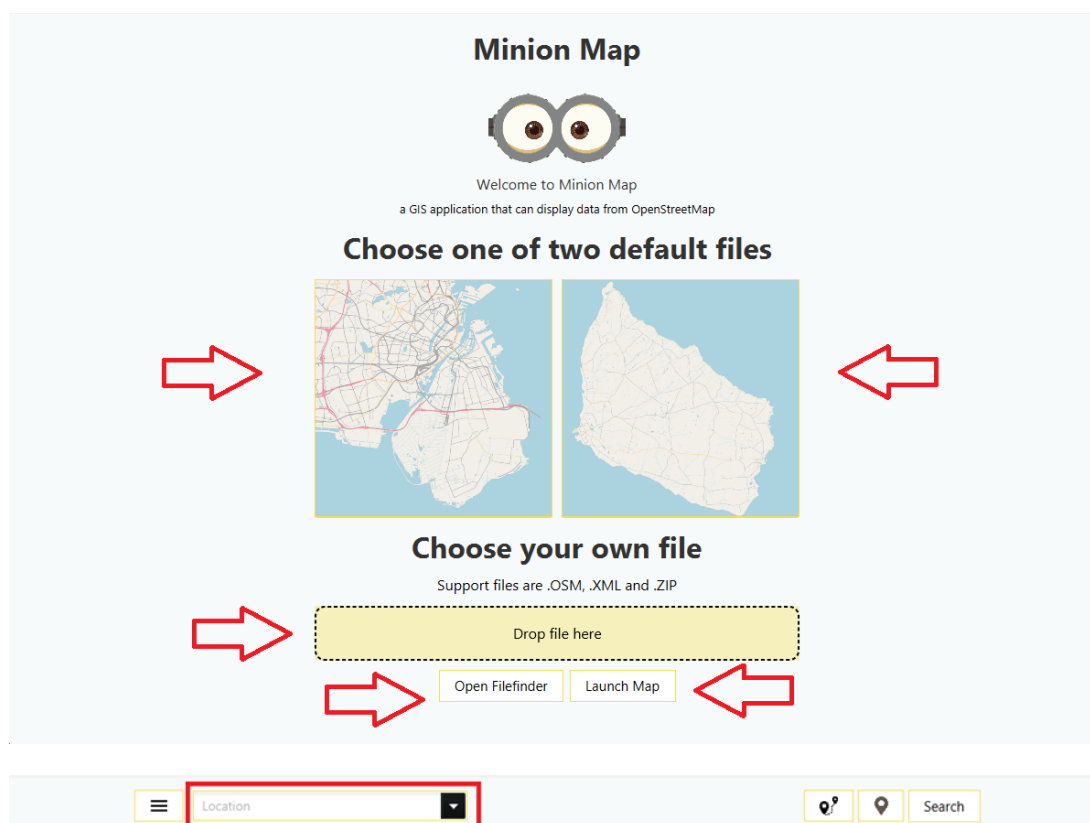 Minion Map
Welcome to Minion Map
a GIS application that can display data from OpenStreetMap
Choose one of two default files
Choose your own file
Support files are .OSM, .XML and .ZIP
Drop file here
Open Filefinder Launch Map
Location Search